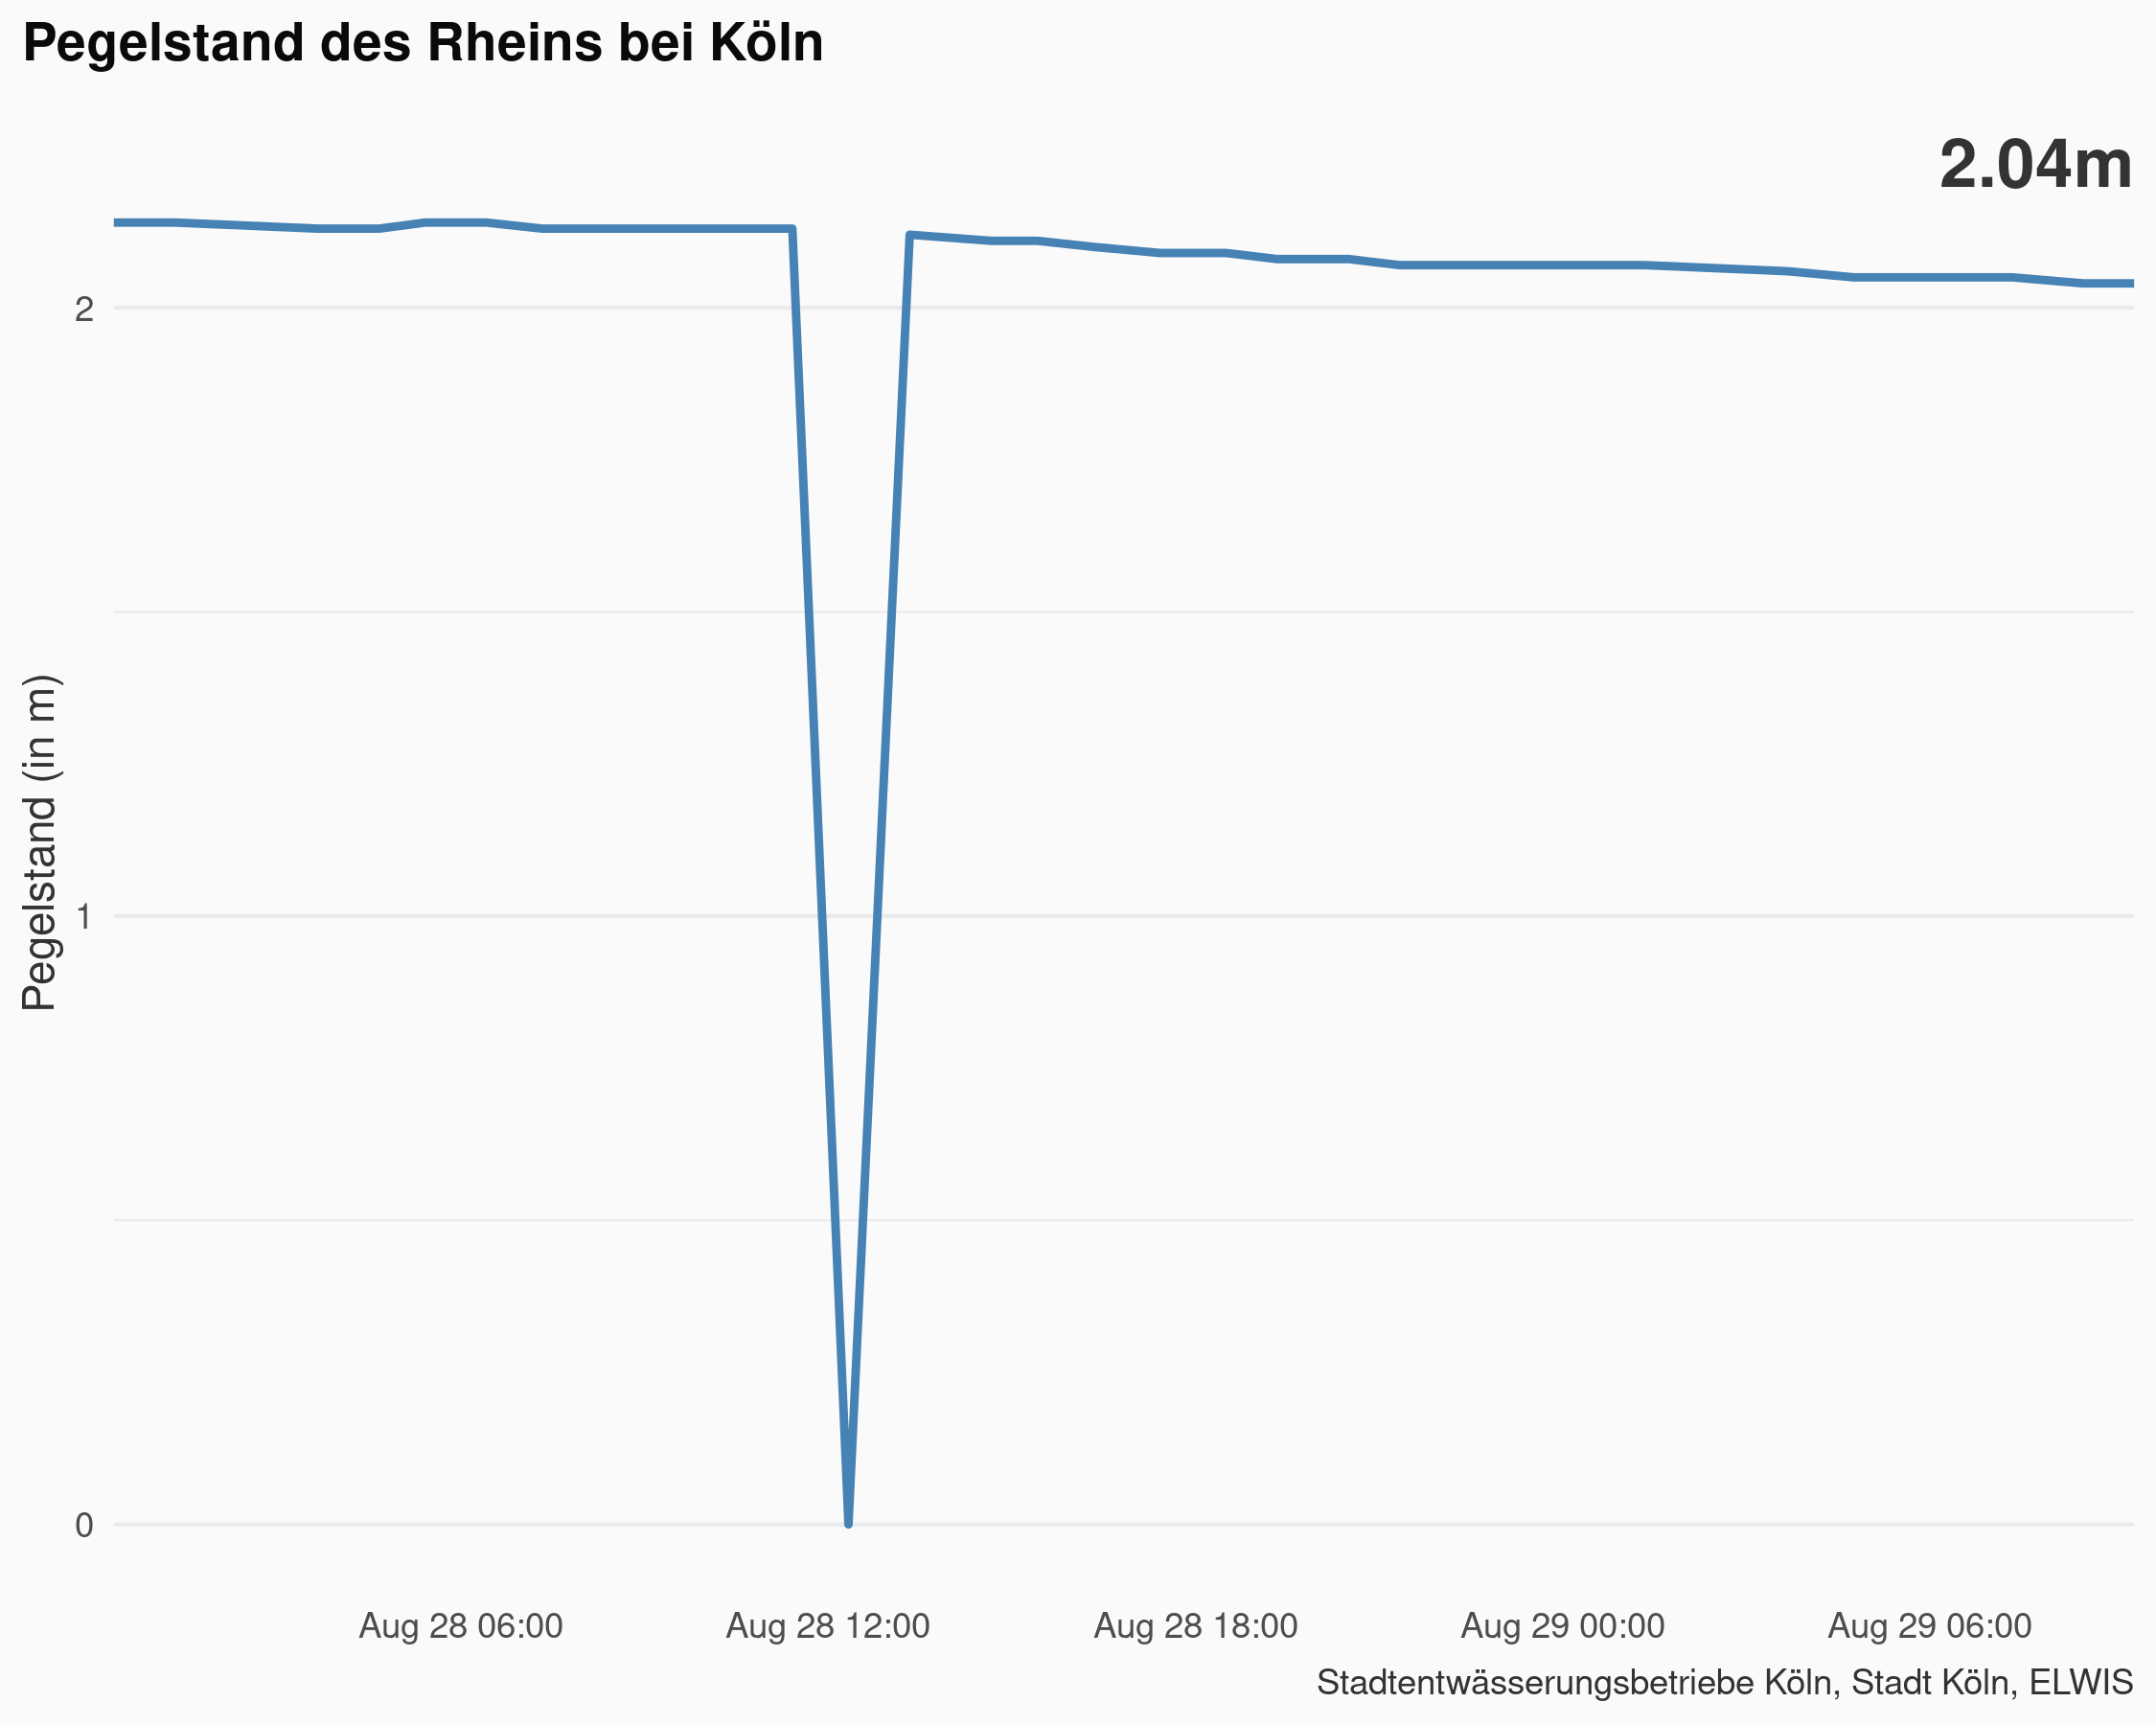 Pegelstand des Rheins bei Köln
2.04m
Pegelstand (in m)
2
1
0
Aug 28 06:00 Aug 28 12:00 Aug 28 18:00 Aug 29 00:00 Aug 29 06:00
Stadtentwässerungsbetriebe Köln, Stadt Köln, ELWIS